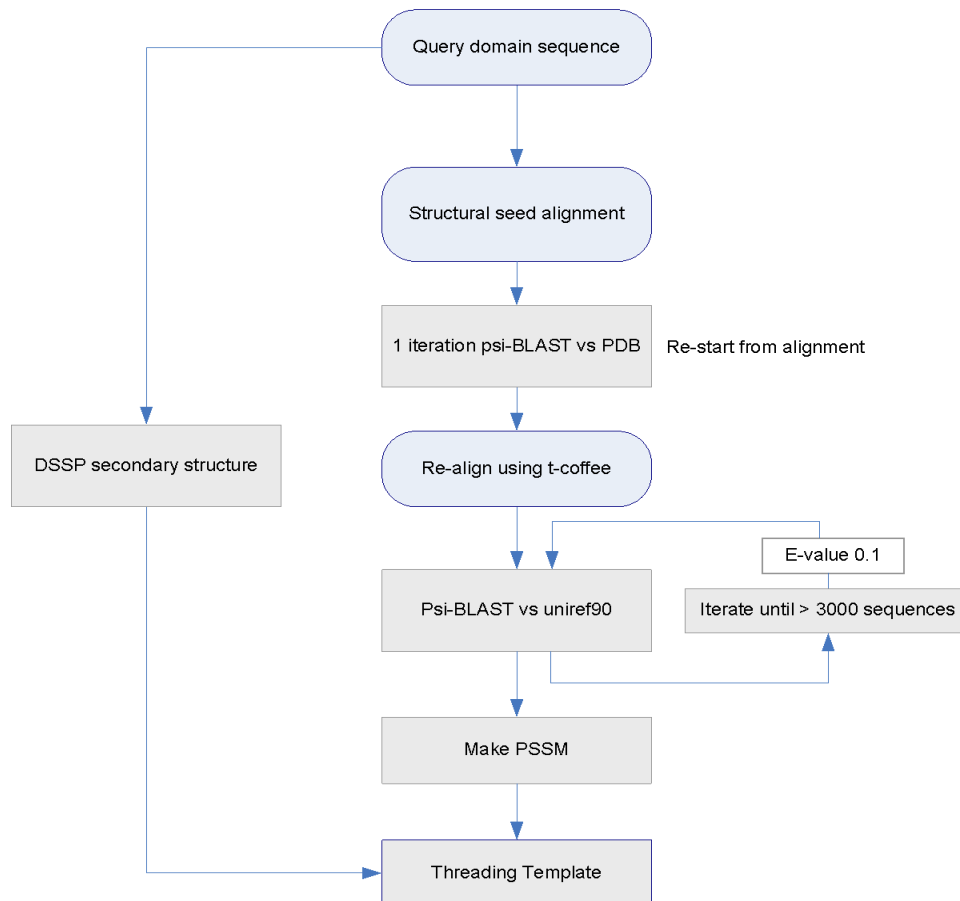 Query domain sequence
Structural seed alignment
1 iteration psi-BLAST vs PDB
Re-start from alignment
DSSP secondary structure
Re-align using t-coffee
E-value 0.1
Psi-BLAST vs uniref90
Iterate until > 3000 sequences
Make PSSM
Threading Template